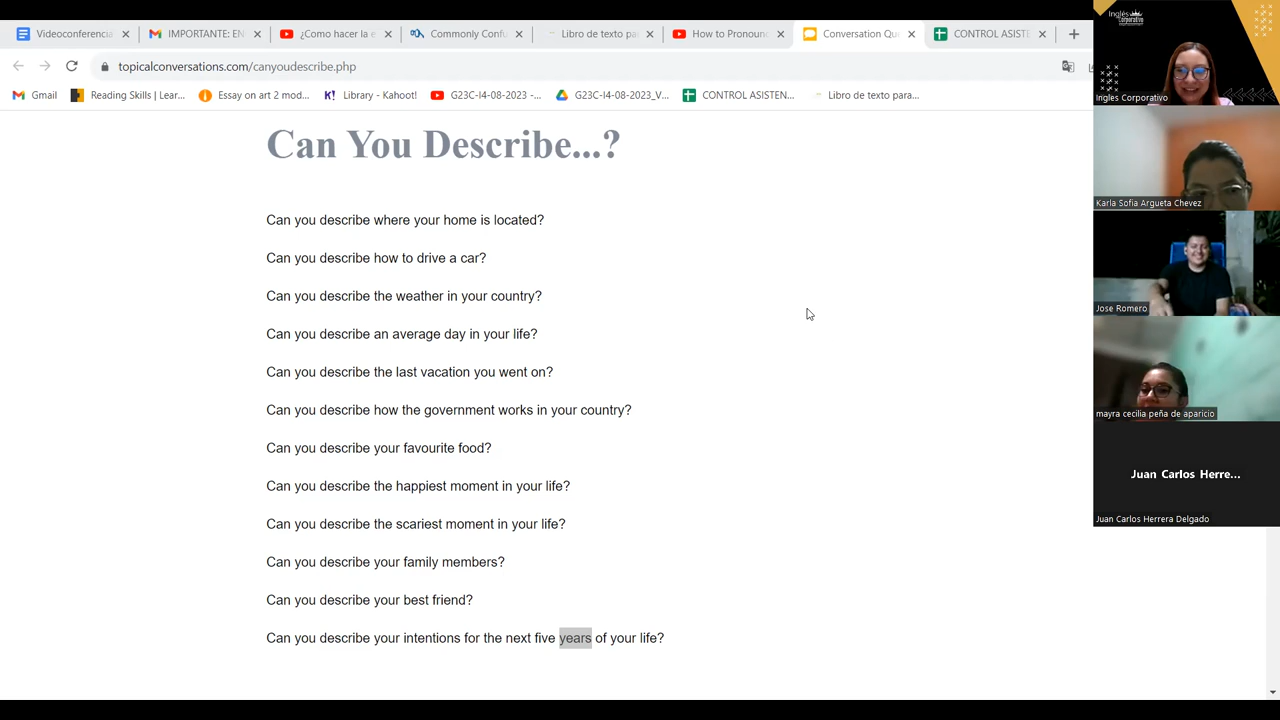 Videoconferencia
IMPORTANTE: EN
¿Como hacer la e
Commonly Confu
Libro de texto pa
How to Pronoun
Conversation Qu
CONTROL ASISTE
topicalconversations.com/canyoudescribe.php
Gmail
Reading Skills | Lear...
Essay on art 2 mod...
Library - Kahoot!
G23C-I4-08-2023 -...
G23C-I4-08-2023_V...
CONTROL ASISTEN...
Libro de texto para...
Can You Describe...?
Can you describe where your home is located?
Can you describe how to drive a car?
Can you describe the weather in your country?
Can you describe an average day in your life?
Can you describe the last vacation you went on?
Can you describe how the government works in your country?
Can you describe your favourite food?
Can you describe the happiest moment in your life?
Can you describe the scariest moment in your life?
Can you describe your family members?
Can you describe your best friend?
Can you describe your intentions for the next five years of your life?
Inglés
Corporativo
Ingles Corporativo
Karla Sofia Argueta Chevez
Jose Romero
mayra cecilia peña de aparicio
Juan Carlos Herre...
Juan Carlos Herrera Delgado